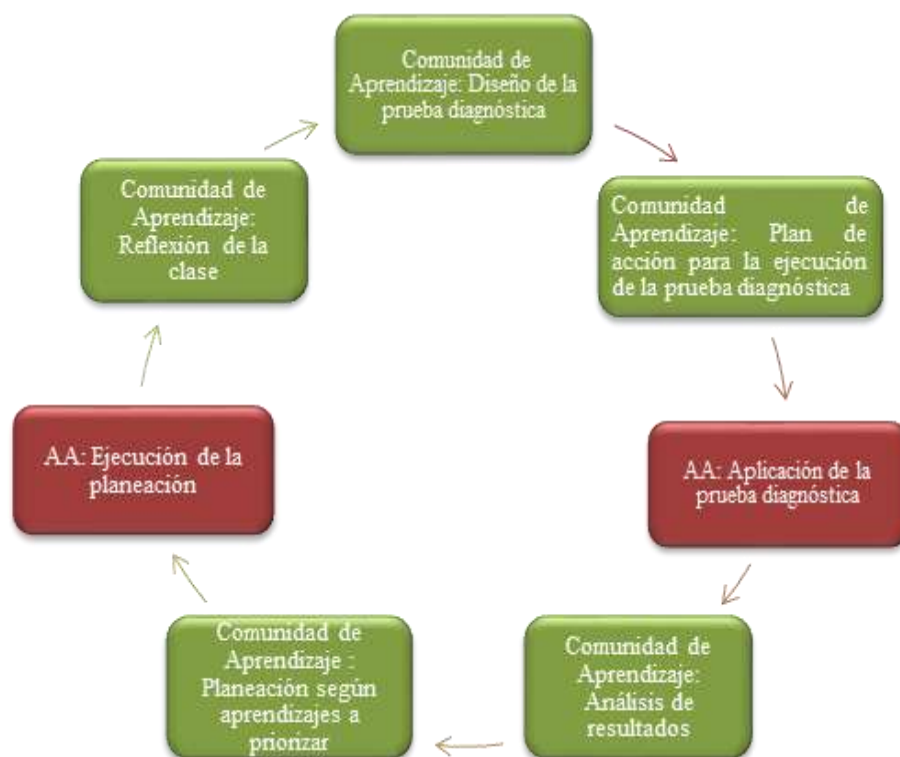 Comunidad de
Aprendizaje: Diseño de la
prueba diagnóstica
Comunidad de
Aprendizaje: Plan de
acción para la ejecución
de la prueba diagnóstica
AA: Aplicación de la
prueba diagnóstica
Comunidad de
Aprendizaje:
Análisis de
resultados
Comunidad de
Aprendizaje :
Planeación según
aprendizajes a
priorizar
AA: Ejecución de la
planeación
Comunidad de
Aprendizaje:
Reflexión de la
clase